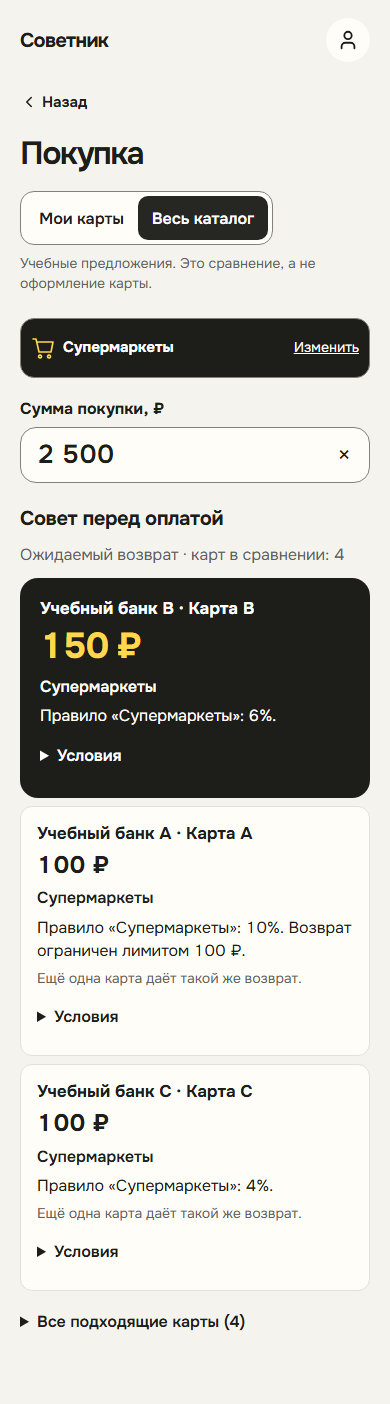 Советник
Назад
Покупка
Мои карты Весь каталог
Учебные предложения. Это сравнение, а не
оформление карты.
Супермаркеты Изменить
Сумма покупки, ₽
2 500 ×
Совет перед оплатой
Ожидаемый возврат · карт в сравнении: 4
Учебный банк B · Карта B
150 ₽
Супермаркеты
Правило «Супермаркеты»: 6%.
Условия
Учебный банк A · Карта A
100 ₽
Супермаркеты
Правило «Супермаркеты»: 10%. Возврат
ограничен лимитом 100 ₽.
Ещё одна карта даёт такой же возврат.
Условия
Учебный банк C · Карта C
100 ₽
Супермаркеты
Правило «Супермаркеты»: 4%.
Ещё одна карта даёт такой же возврат.
Условия
Все подходящие карты (4)